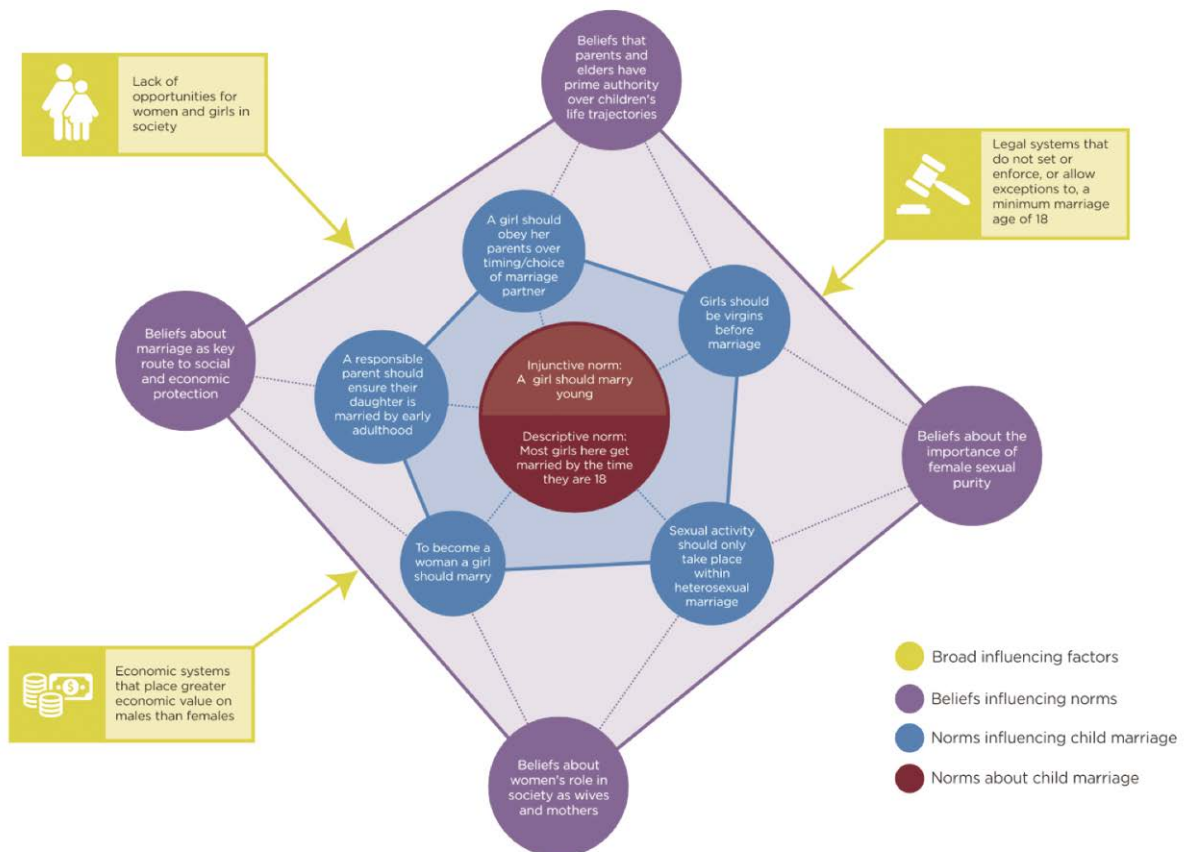 Beliefs that
parents and
elders have
prime authority
over children's
life trajectories
Lack of
opportunities for
women and girls in
society
Legal systems that
do not set or
enforce, or allow
exceptions to, a
minimum marriage
age of 18
A girl should
obey her
parents over
timing/choice
of marriage
partner
Girls should
be virgins
before
marriage
Beliefs about
marriage as key
route to social
and economic
protection
A responsible
parent should
ensure their
daughter is
married by early
adulthood
Injunctive norm:
A girl should marry
young
Descriptive norm:
Most girls here get
married by the time
they are 18
Beliefs about the
importance of
female sexual
purity
To become a
woman a girl
should marry
Sexual activity
should only
take place
within
heterosexual
marriage
Economic systems
that place greater
economic value on
males than females
Beliefs about
women's role in
society as wives
and mothers
Broad influencing factors
Beliefs influencing norms
Norms influencing child marriage
Norms about child marriage